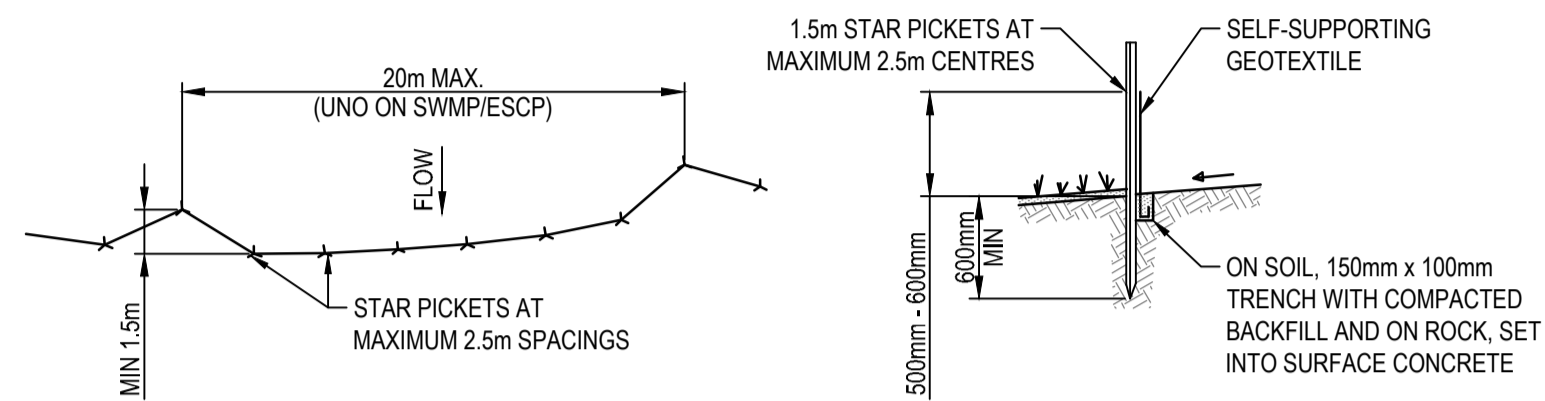 20m MAX.
(UNO ON SWMP/ESCP)
FLOW
MIN 1.5m
STAR PICKETS AT
MAXIMUM 2.5m SPACINGS
1.5m STAR PICKETS AT
MAXIMUM 2.5m CENTRES
SELF-SUPPORTING
GEOTEXTILE
500mm - 600mm
600mm
MIN
ON SOIL, 150mm x 100mm
TRENCH WITH COMPACTED
BACKFILL AND ON ROCK, SET
INTO SURFACE CONCRETE